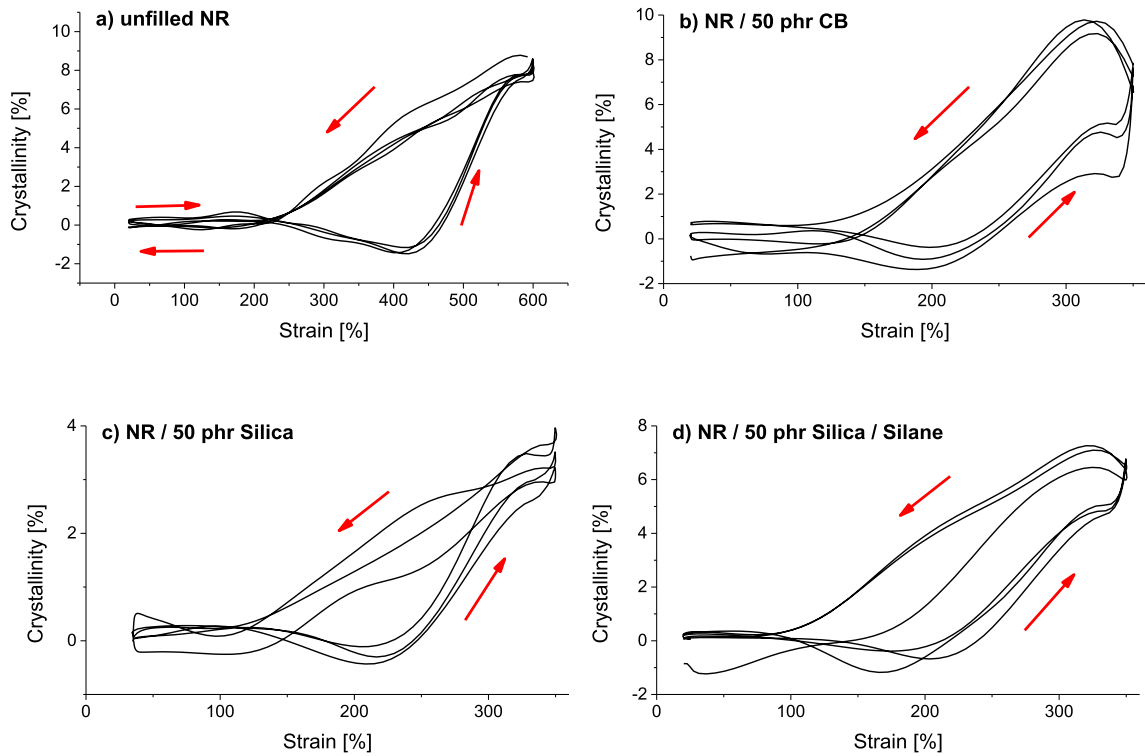 a) unfilled NR
10
8
6
4
2
0
-2
Crystallinity [%]
0 100 200 300 400 500 600
Strain [%]
b) NR / 50 phr CB
10
8
6
4
2
0
-2
Crystallinity [%]
0 100 200 300
Strain [%]
c) NR / 50 phr Silica
4
2
0
Crystallinity [%]
0 100 200 300
Strain [%]
d) NR / 50 phr Silica / Silane
8
6
4
2
0
-2
Crystallinity [%]
0 100 200 300
Strain [%]